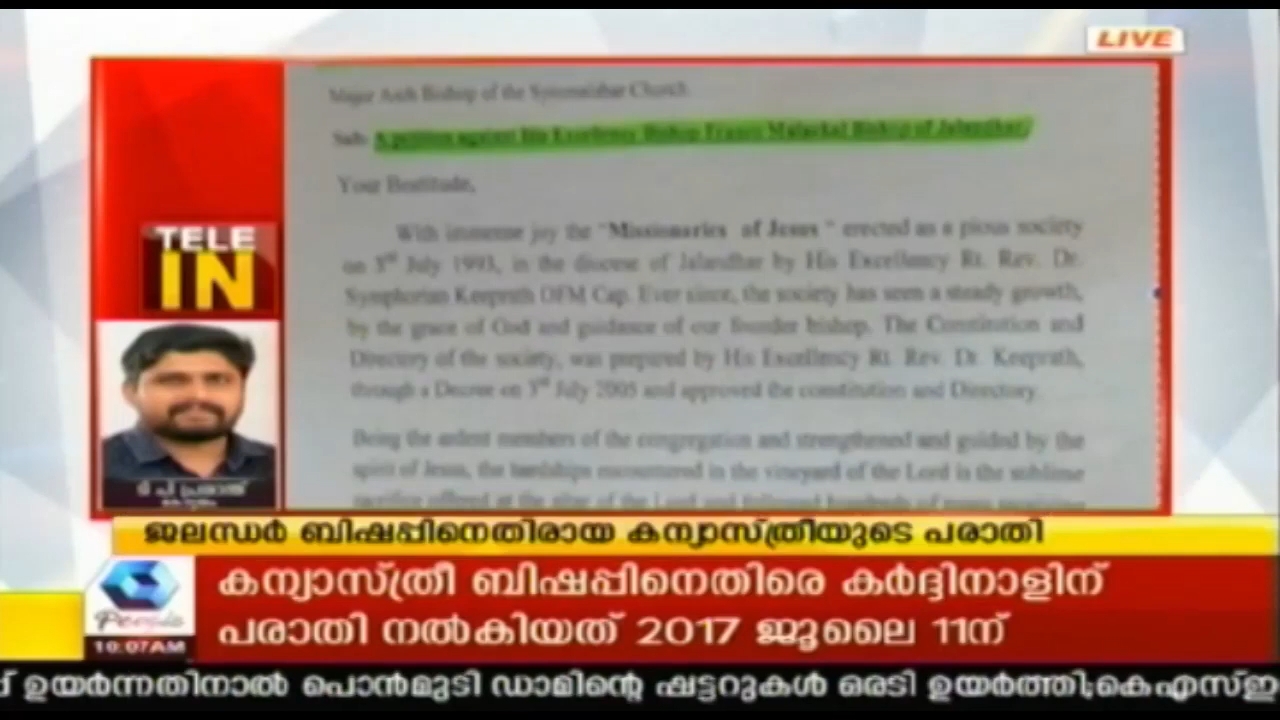 LIVE
Major Arch Bishop of the Syromalabar Church
Sub: A petition against His Excellency Bishop Franco Mulackal Bishop of Jalandhar.
Your Beatitude,
With immense joy the "Missionaries of Jesus " erected as a pious society
on 3rd July 1993, in the diocese of Jalandhar by His Excellency Rt. Rev. Dr.
Symphorian Keeprath OFM Cap. Ever since, the society has seen a steady growth,
by the grace of God and guidance of our founder bishop. The Constitution and
Directory of the society, was prepared by His Excellency Rt. Rev. Dr. Keeprath,
through a Decree on 3rd July 2005 and approved the constitution and Directory.
Being the ardent members of the congregation and strengthened and guided by the
spirit of Jesus, the hardships encountered in the vineyard of the Lord is the sublime
TELE
IN
ടി പി പ്രശാന്ത്
ജലന്ധർ ബിഷപ്പിനെതിരായ കന്യാസ്ത്രീയുടെ പരാതി
കന്യാസ്ത്രീ ബിഷപ്പിനെതിരെ കർദ്ദിനാളിന്
പരാതി നൽകിയത് 2017 ജൂലൈ 11ന്
People
10:07AM
ഉയർന്നതിനാൽ പൊൻമുടി ഡാമിന്റെ ഷട്ടറുകൾ ഒരടി ഉയർത്തി;കെഎസ്ഇ